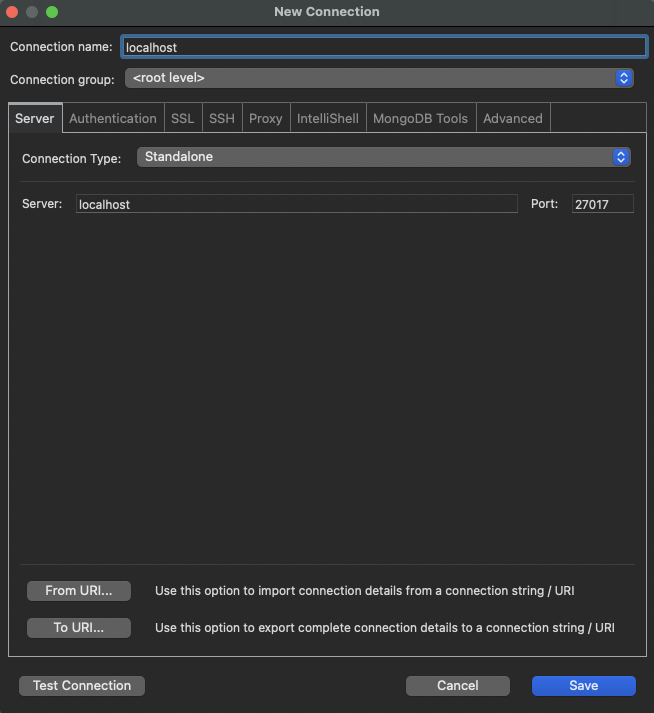 New Connection
Connection name: localhost
Connection group: <root level>
Server Authentication SSL SSH Proxy IntelliShell MongoDB Tools Advanced
Connection Type: Standalone
Server: localhost Port: 27017
From URI... Use this option to import connection details from a connection string / URI
To URI... Use this option to export complete connection details to a connection string / URI
Test Connection Cancel Save